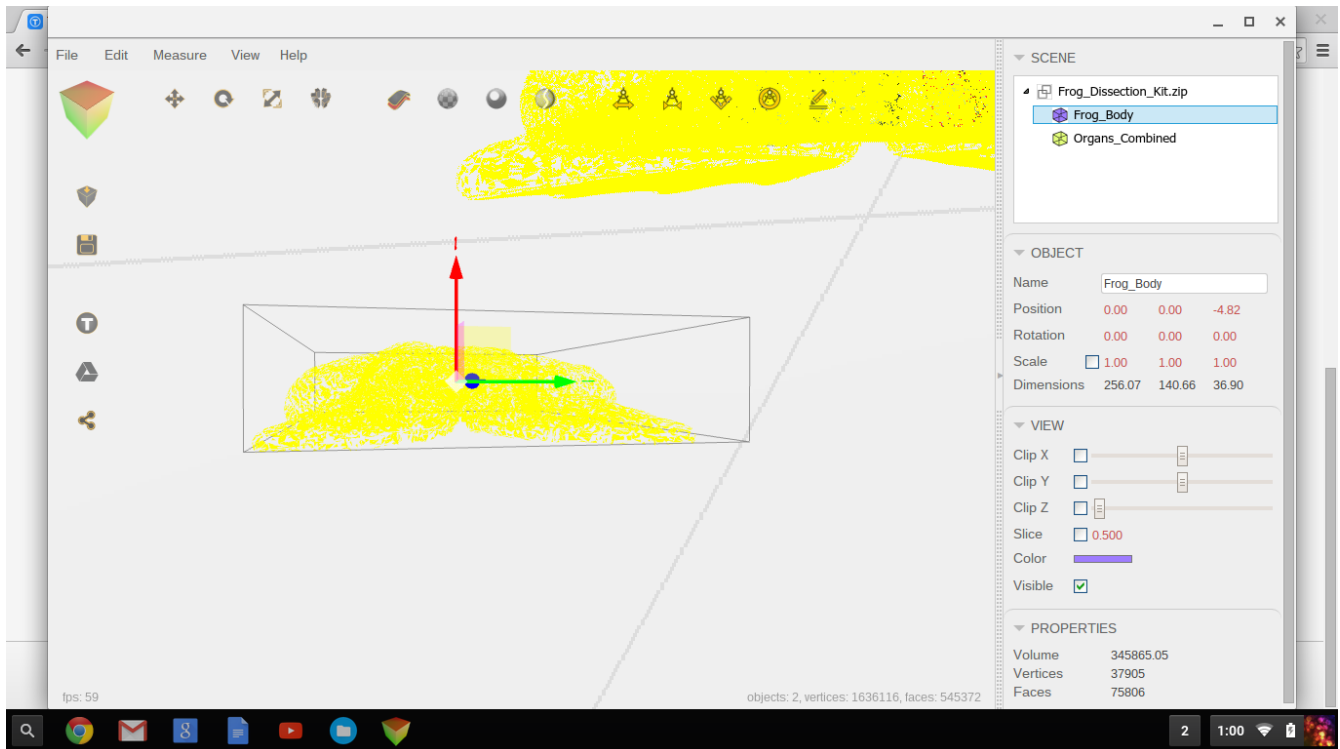 File Edit Measure View Help
SCENE
Frog_Dissection_Kit.zip
Frog_Body
Organs_Combined
OBJECT
Name Frog_Body
Position 0.00 0.00 -4.82
Rotation 0.00 0.00 0.00
Scale 1.00 1.00 1.00
Dimensions 256.07 140.66 36.90
VIEW
Clip X
Clip Y
Clip Z
Slice 0.500
Color
Visible
PROPERTIES
Volume 345865.05
Vertices 37905
Faces 75806
fps: 59
objects: 2, vertices: 1636116, faces: 545372
2 1:00